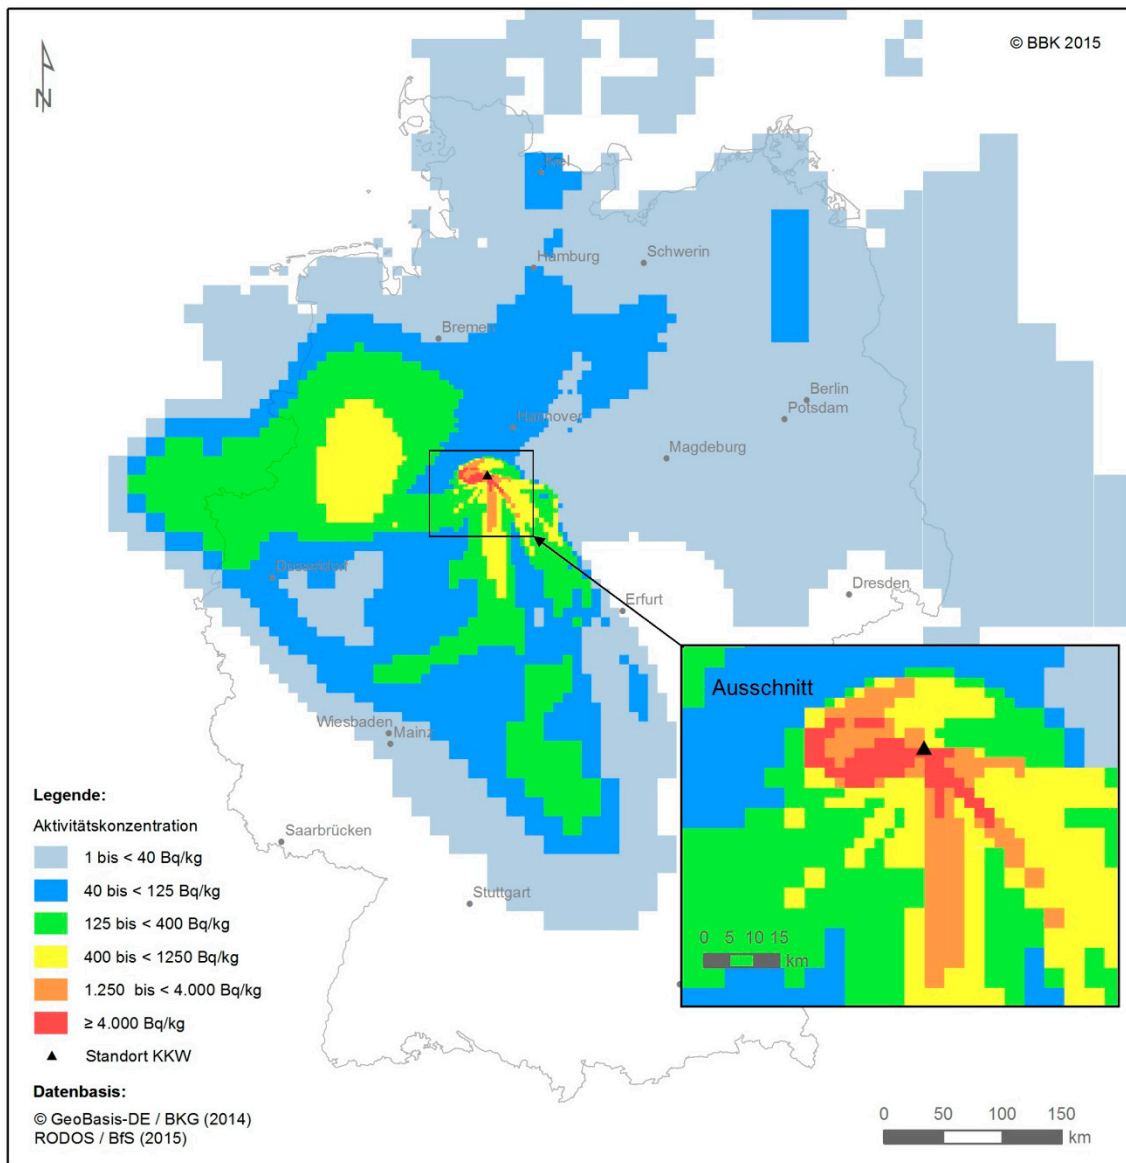 © BBK 2015
N
Kiel
Hamburg
Schwerin
Bremen
Berlin
Potsdam
Hannover
Magdeburg
Düsseldorf
Dresden
Erfurt
Ausschnitt
Wiesbaden
Mainz
0 5 10 15
km
Saarbrücken
Stuttgart
Legende:
Aktivitätskonzentration
1 bis < 40 Bq/kg
40 bis < 125 Bq/kg
125 bis < 400 Bq/kg
400 bis < 1250 Bq/kg
1.250 bis < 4.000 Bq/kg
≥ 4.000 Bq/kg
Standort KKW
Datenbasis:
© GeoBasis-DE / BKG (2014)
RODOS / BfS (2015)
0 50 100 150
km